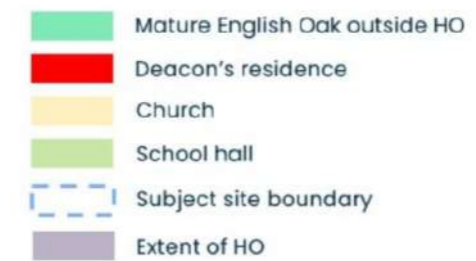 Mature English Oak outside HO
Deacon's residence
Church
School hall
Subject site boundary
Extent of HO